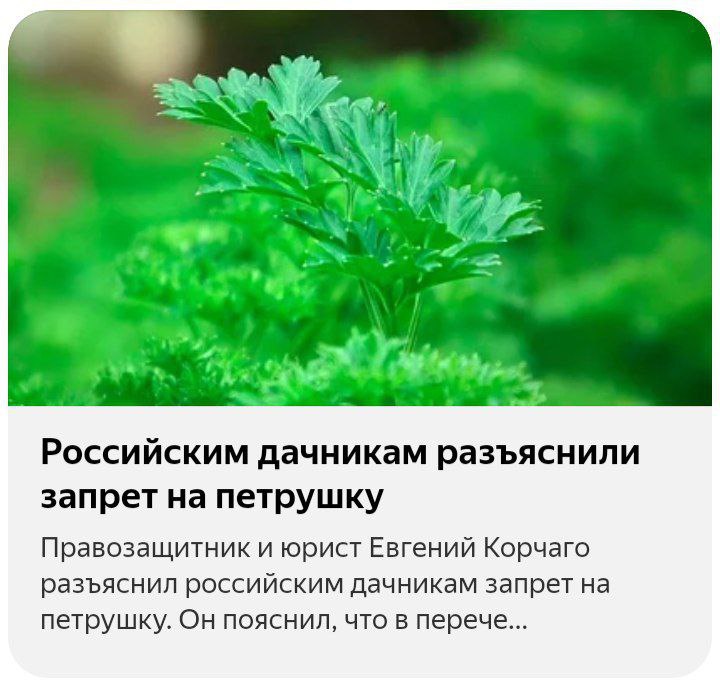 Российским дачникам разъяснили
запрет на петрушку
Правозащитник и юрист Евгений Корчаго
разъяснил российским дачникам запрет на
петрушку. Он пояснил, что в перече...